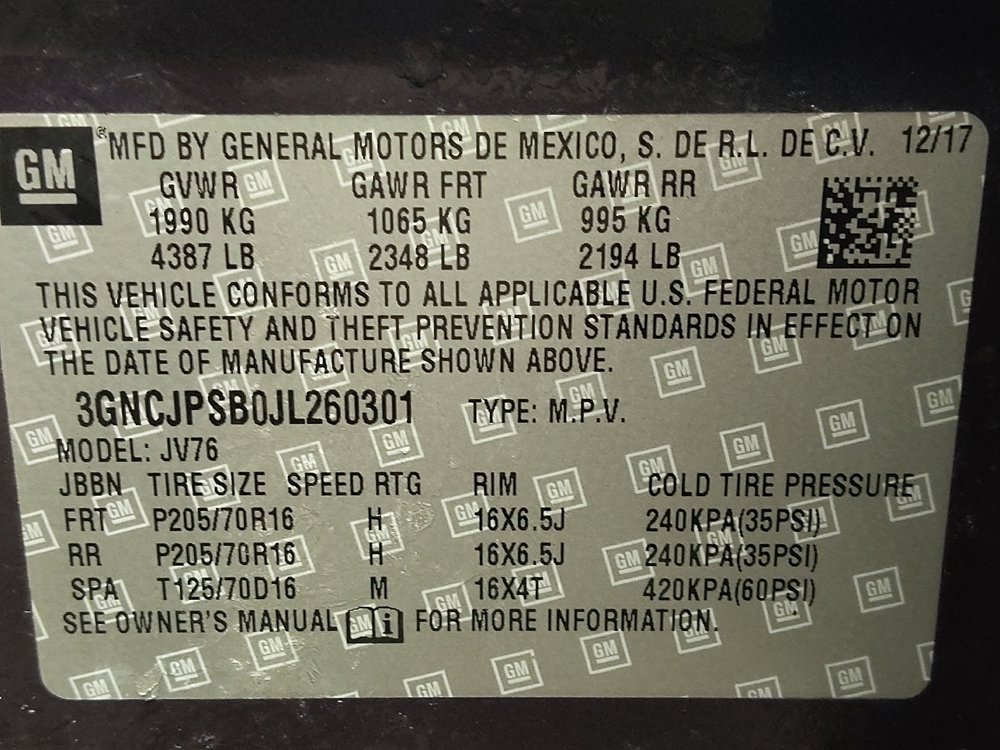 GM
®MFD BY GENERAL MOTORS DE MEXICO, S. DE R.L. DE C.V. 12/17
GVWR GAWR FRT GAWR RR
1990 KG 1065 KG 995 KG
4387 LB 2348 LB 2194 LB
THIS VEHICLE CONFORMS TO ALL APPLICABLE U.S. FEDERAL MOTOR
VEHICLE SAFETY AND THEFT PREVENTION STANDARDS IN EFFECT ON
THE DATE OF MANUFACTURE SHOWN ABOVE.
3GNCJPSB0JL260301 TYPE: M.P.V.
MODEL: JV76
JBBN TIRE SIZE SPEED RTG RIM COLD TIRE PRESSURE
FRT P205/70R16 H 16X6.5J 240KPA(35PSI)
RR P205/70R16 H 16X6.5J 240KPA(35PSI)
SPA T125/70D16 M 16X4T 420KPA(60PSI)
SEE OWNER'S MANUAL i FOR MORE INFORMATION.